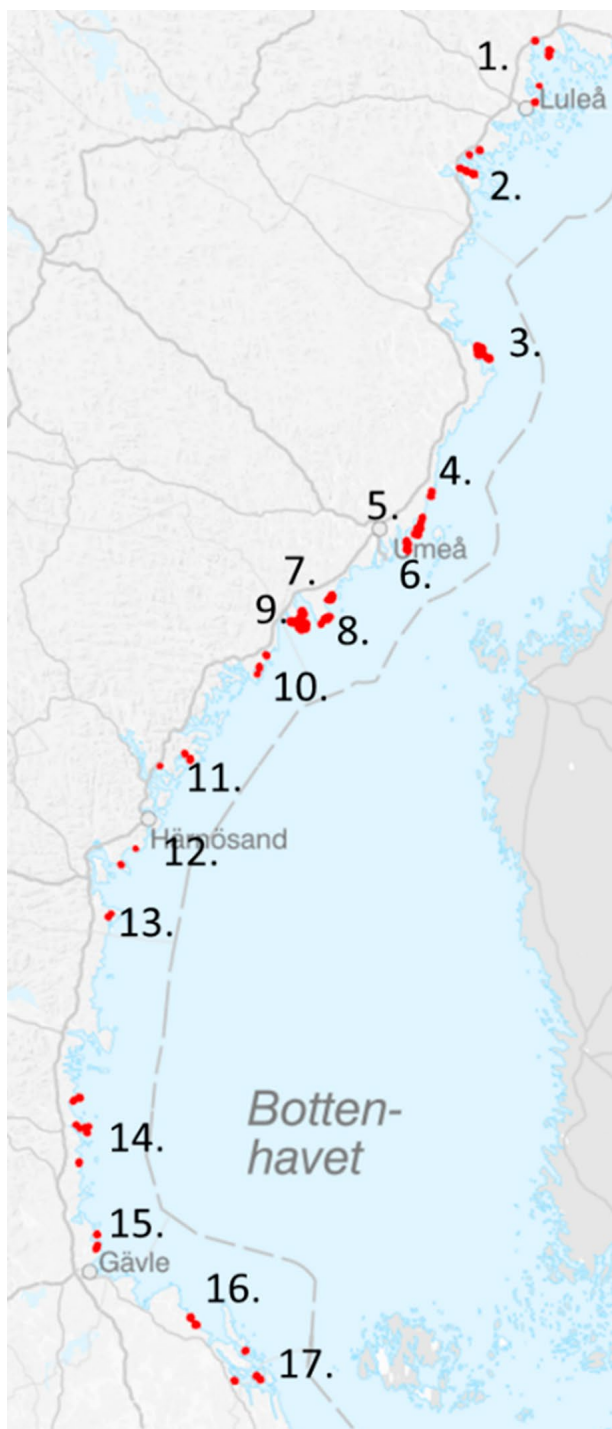 1.
Luleå
2.
3.
4.
5.
Umeå
6.
7.
9.
8.
10.
11.
Härnösand
12.
13.
Botten-
havet
14.
15.
Gävle
16.
17.